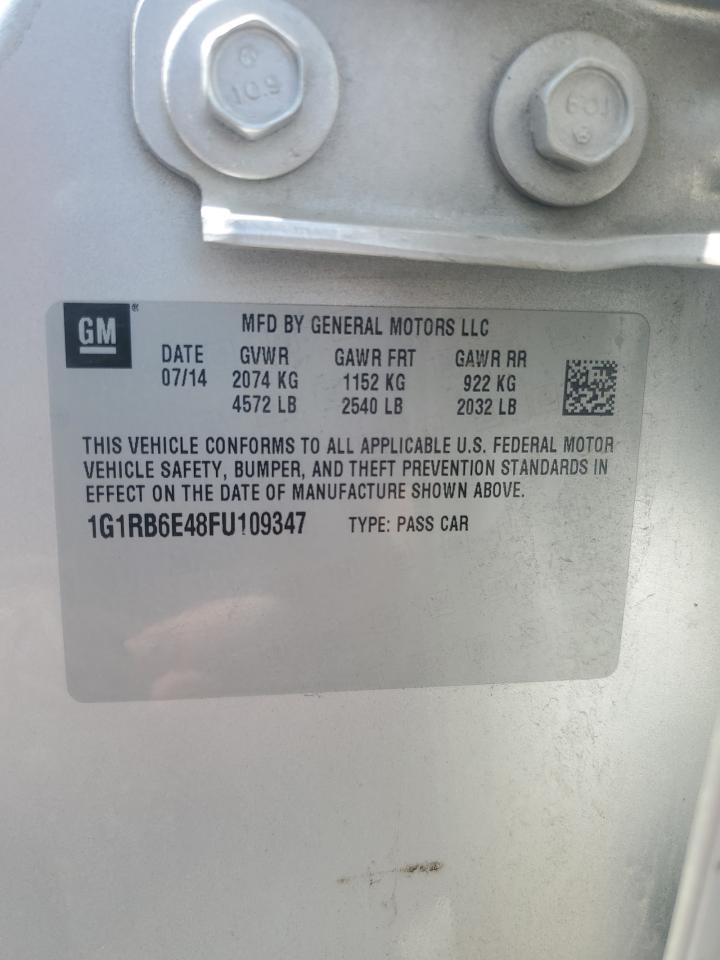 10.9
10.9
GM ®
MFD BY GENERAL MOTORS LLC
DATE GVWR GAWR FRT GAWR RR
07/14 2074 KG 1152 KG 922 KG
4572 LB 2540 LB 2032 LB
THIS VEHICLE CONFORMS TO ALL APPLICABLE U.S. FEDERAL MOTOR
VEHICLE SAFETY, BUMPER, AND THEFT PREVENTION STANDARDS IN
EFFECT ON THE DATE OF MANUFACTURE SHOWN ABOVE.
1G1RB6E48FU109347 TYPE: PASS CAR